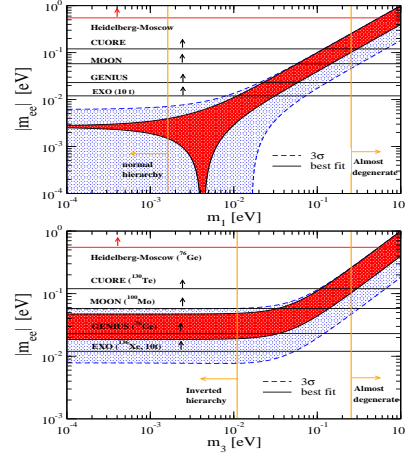 10^0
Heidelberg-Moscow
10^-1
CUORE
MOON
GENIUS
10^-2
EXO (10 t)
|m_ee| [eV]
10^-3
normal hierarchy
3σ
best fit
Almost degenerate
10^-4
10^-4 10^-3 10^-2 10^-1 10^0
m_1 [eV]
10^0
Heidelberg-Moscow (^76Ge)
10^-1
CUORE (^130Te)
MOON (^100Mo)
GENIUS (^76Ge)
10^-2
EXO (^136Xe, 10t)
|m_ee| [eV]
Inverted hierarchy
3σ
best fit
Almost degenerate
10^-3
10^-4 10^-3 10^-2 10^-1 10^0
m_3 [eV]